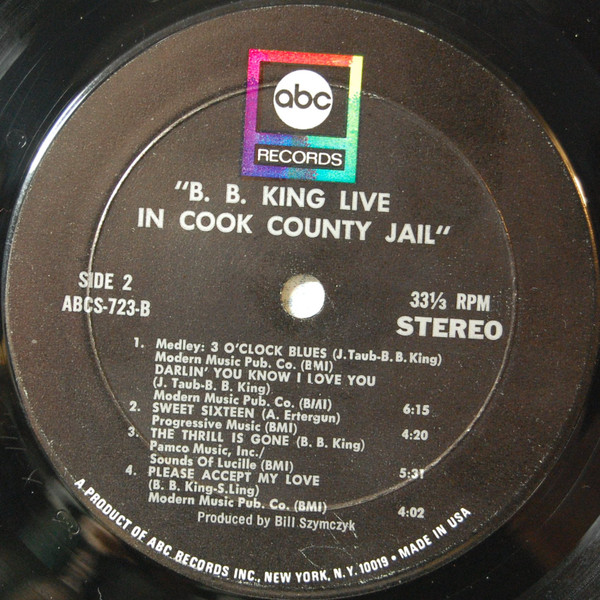 abc
RECORDS
"B. B. KING LIVE
IN COOK COUNTY JAIL"
SIDE 2
ABCS-723-B
33⅓ RPM
STEREO
1. Medley: 3 O'CLOCK BLUES (J.Taub-B.B. King)
Modern Music Pub. Co. (BMI)
DARLIN' YOU KNOW I LOVE YOU
(J. Taub-B. B. King)
Modern Music Pub. Co. (BMI) 6:15
2. SWEET SIXTEEN (A. Ertergun)
Progressive Music (BMI) 4:20
3. THE THRILL IS GONE (B. B. King)
Pamco Music, Inc./
Sounds Of Lucille (BMI) 5:31
4. PLEASE ACCEPT MY LOVE
(B. B. King-S.Ling)
Modern Music Pub. Co. (BMI) 4:02
Produced by Bill Szymczyk
A PRODUCT OF ABC RECORDS INC., NEW YORK, N.Y. 10019 • MADE IN USA